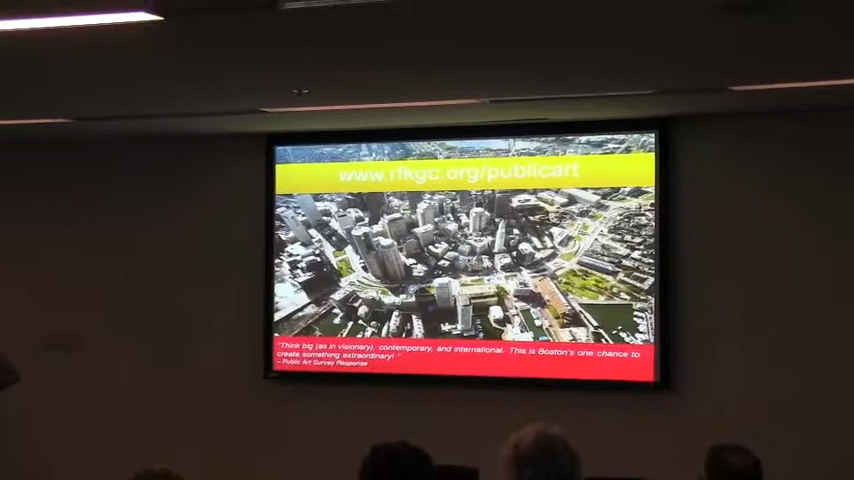 www.rfkgc.org/publicart
"Think big (as in visionary), contemporary, and international. This is Boston's one chance to
create something extraordinary!"
– Public Art Survey Response